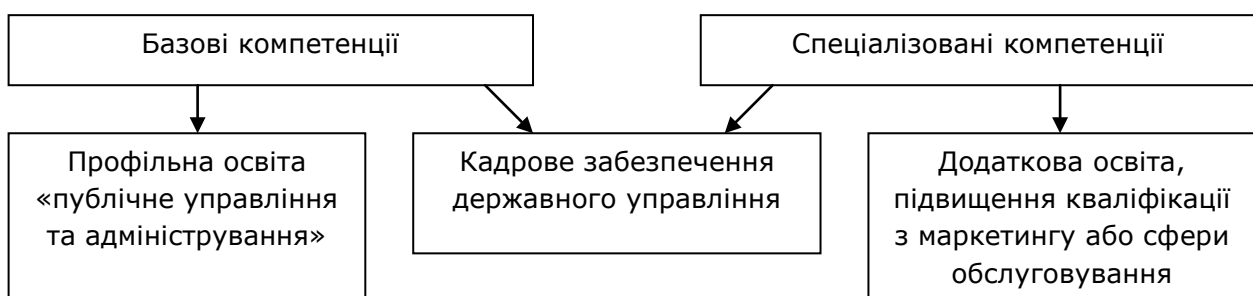 Базові компетенції
Спеціалізовані компетенції
Профільна освіта
«публічне управління
та адміністрування»
Кадрове забезпечення
державного управління
Додаткова освіта,
підвищення кваліфікації
з маркетингу або сфери
обслуговування